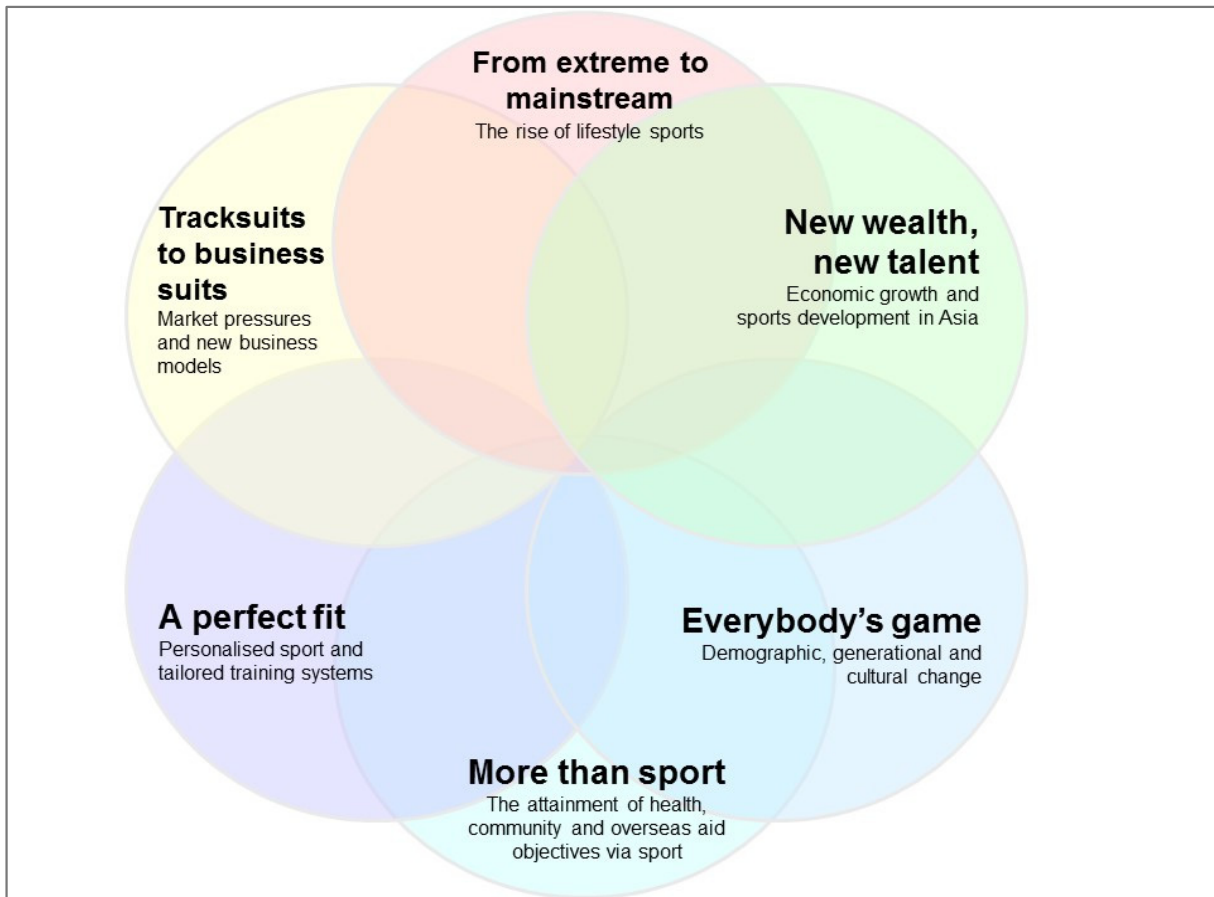 From extreme to
mainstream
The rise of lifestyle sports
Tracksuits
to business
suits
Market pressures
and new business
models
New wealth,
new talent
Economic growth and
sports development in Asia
A perfect fit
Personalised sport and
tailored training systems
Everybody’s game
Demographic, generational and
cultural change
More than sport
The attainment of health,
community and overseas aid
objectives via sport